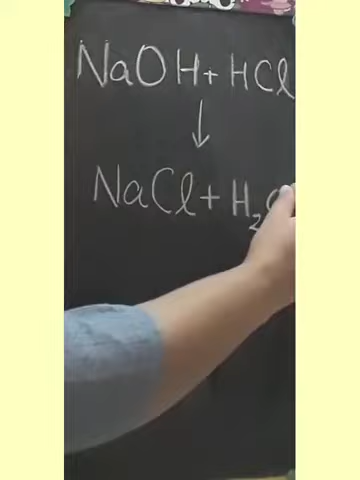 NaOH + HCl
↓
NaCl + H₂